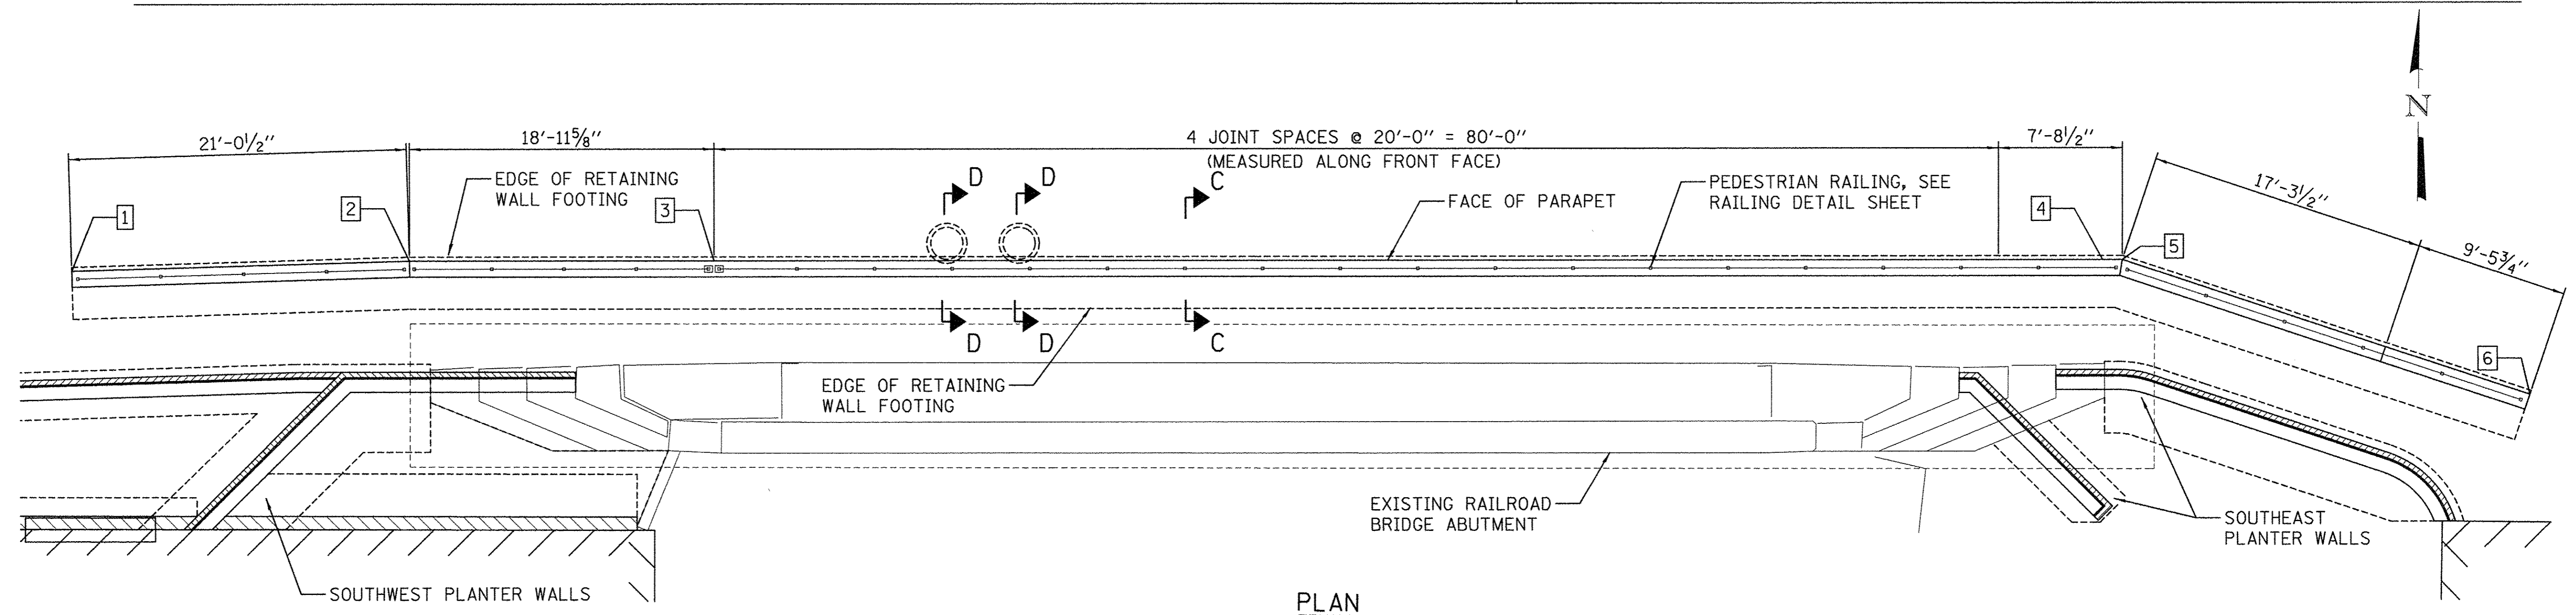 N
21'-0½"
18'-11⅝"
4 JOINT SPACES @ 20'-0" = 80'-0"
(MEASURED ALONG FRONT FACE)
7'-8½"
17'-3½"
9'-5¾"
EDGE OF RETAINING
WALL FOOTING
D
D
C
FACE OF PARAPET
PEDESTRIAN RAILING, SEE
RAILING DETAIL SHEET
1
2
3
4
5
6
D
D
C
EDGE OF RETAINING
WALL FOOTING
EXISTING RAILROAD
BRIDGE ABUTMENT
SOUTHEAST
PLANTER WALLS
SOUTHWEST PLANTER WALLS
PLAN